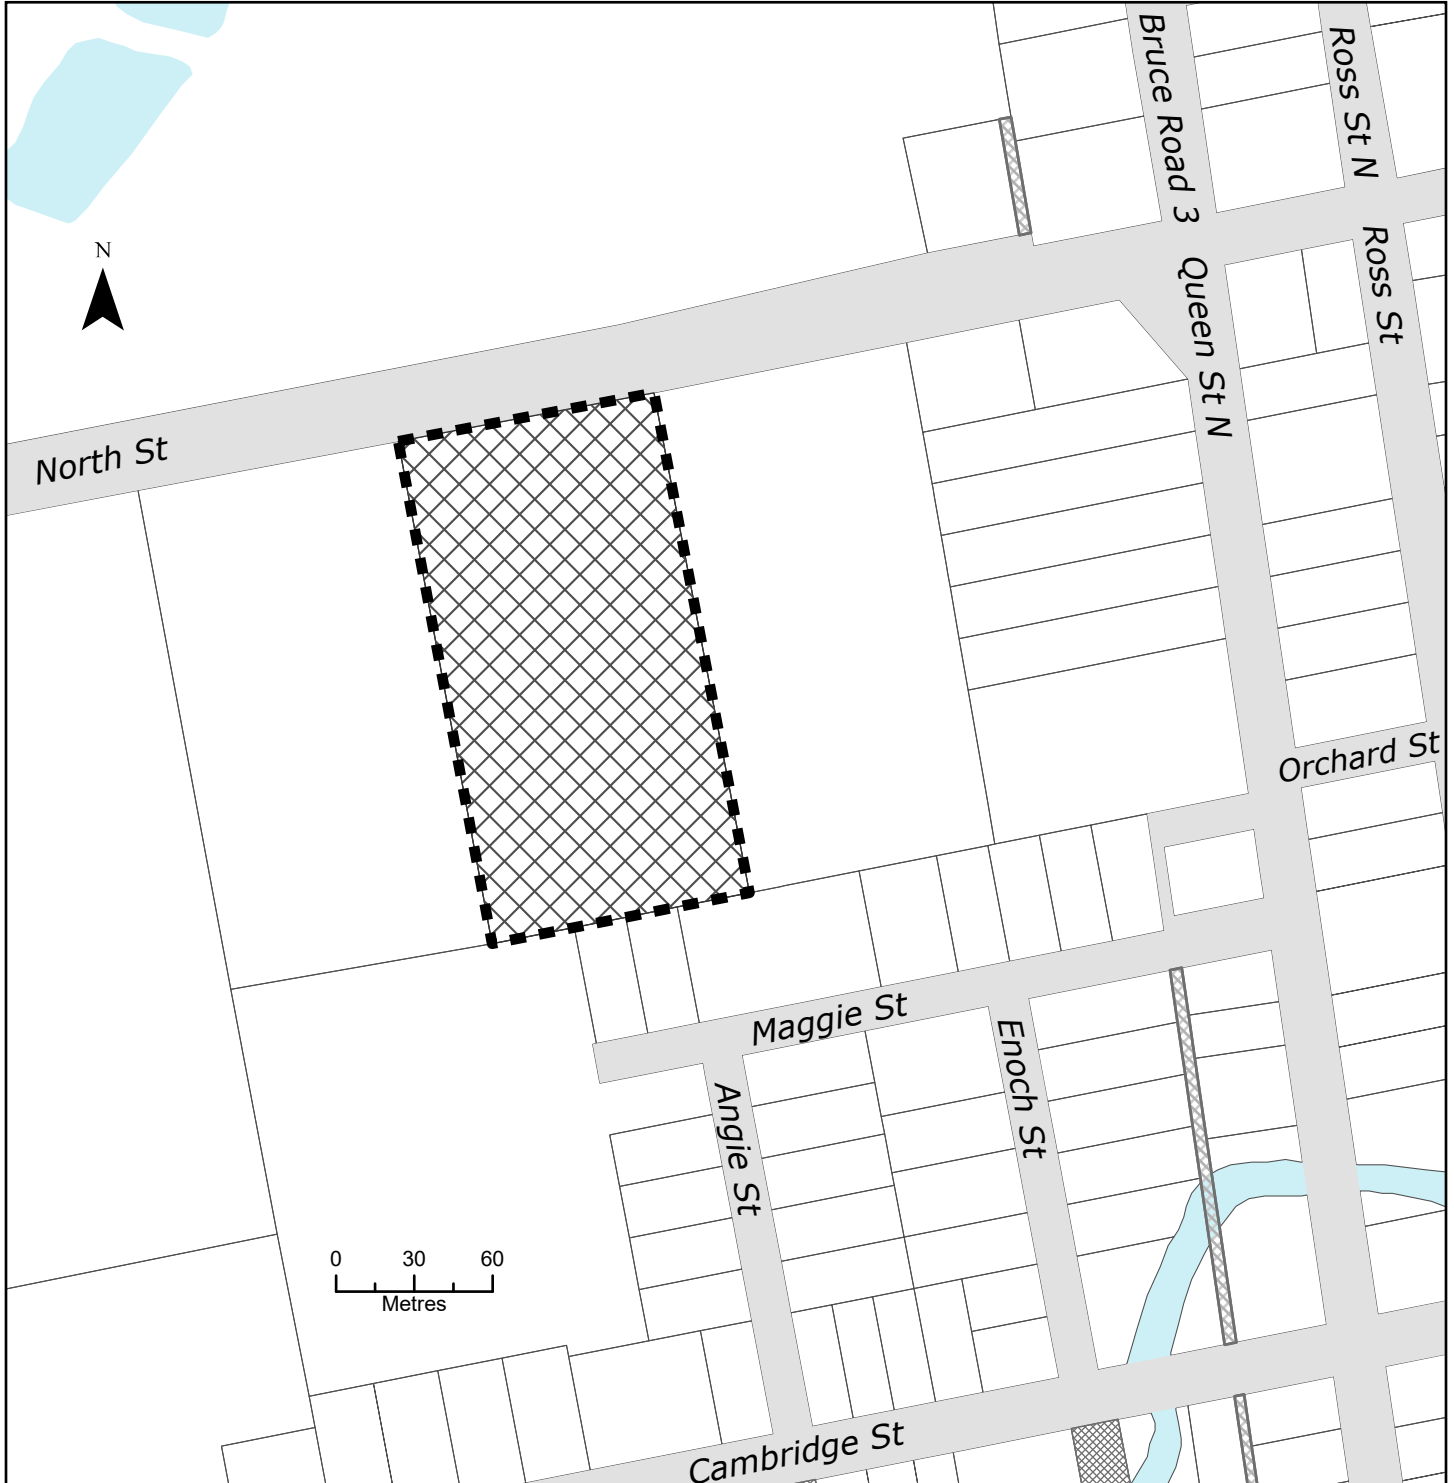 Bruce Road 3
Ross St N
N
Queen St N
Ross St
North St
Orchard St
Maggie St
Enoch St
Angie St
0 30 60
Metres
Cambridge St